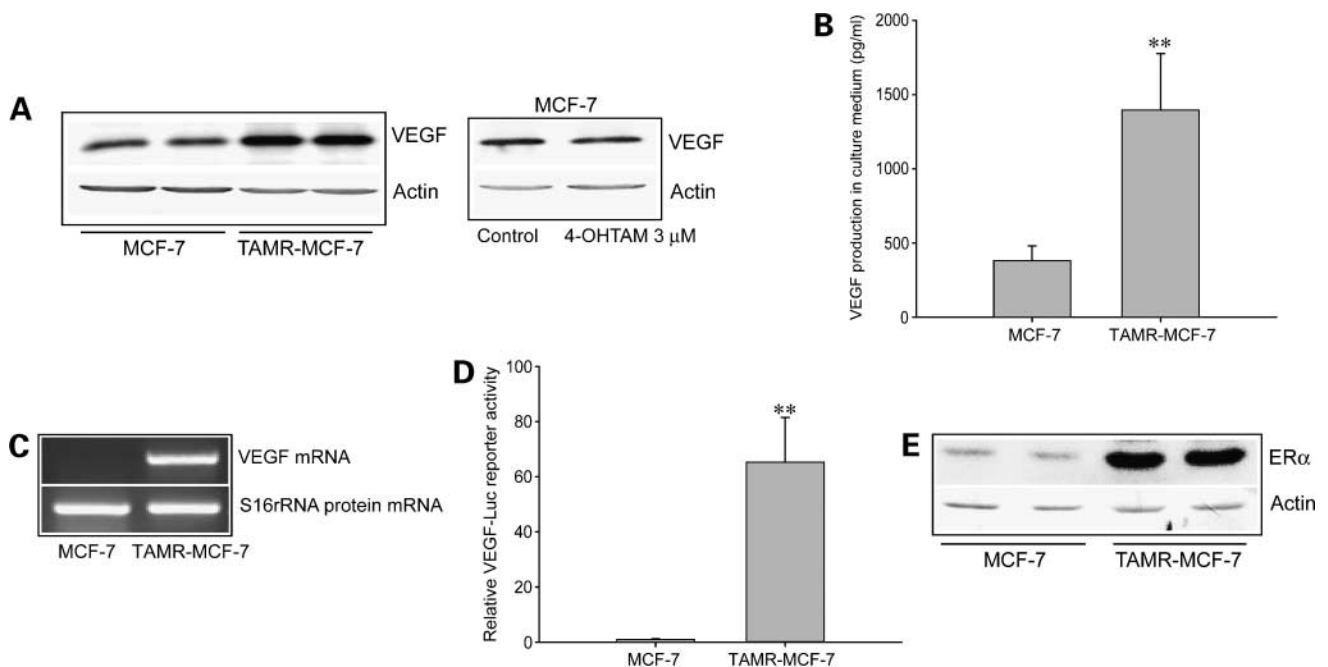 A
VEGF
Actin
MCF-7
TAMR-MCF-7
MCF-7
VEGF
Actin
Control
4-OHTAM 3 μM
B
VEGF production in culture medium (pg/ml)
2000
1500
1000
500
0
**
MCF-7
TAMR-MCF-7
C
VEGF mRNA
S16rRNA protein mRNA
MCF-7
TAMR-MCF-7
D
Relative VEGF-Luc reporter activity
100
80
60
40
20
0
**
MCF-7
TAMR-MCF-7
E
ERα
Actin
MCF-7
TAMR-MCF-7